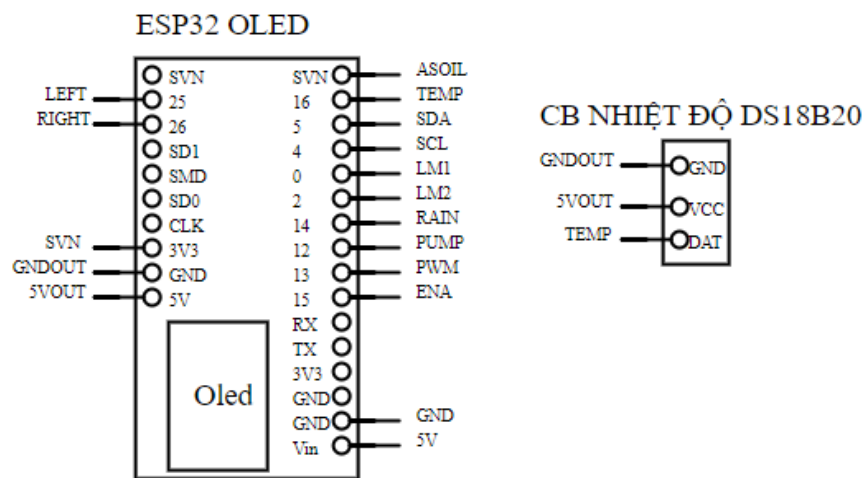 ESP32 OLED
SVN SVN ASOIL
LEFT 25 16 TEMP
RIGHT 26 5 SDA
SD1 4 SCL
SMD 0 LM1
SD0 2 LM2
CLK 14 RAIN
SVN 3V3 12 PUMP
GNDOUT GND 13 PWM
5VOUT 5V 15 ENA
RX
TX
3V3
GND
GND GND
Vin 5V
Oled
CB NHIỆT ĐỘ DS18B20
GNDOUT GND
5VOUT VCC
TEMP DAT